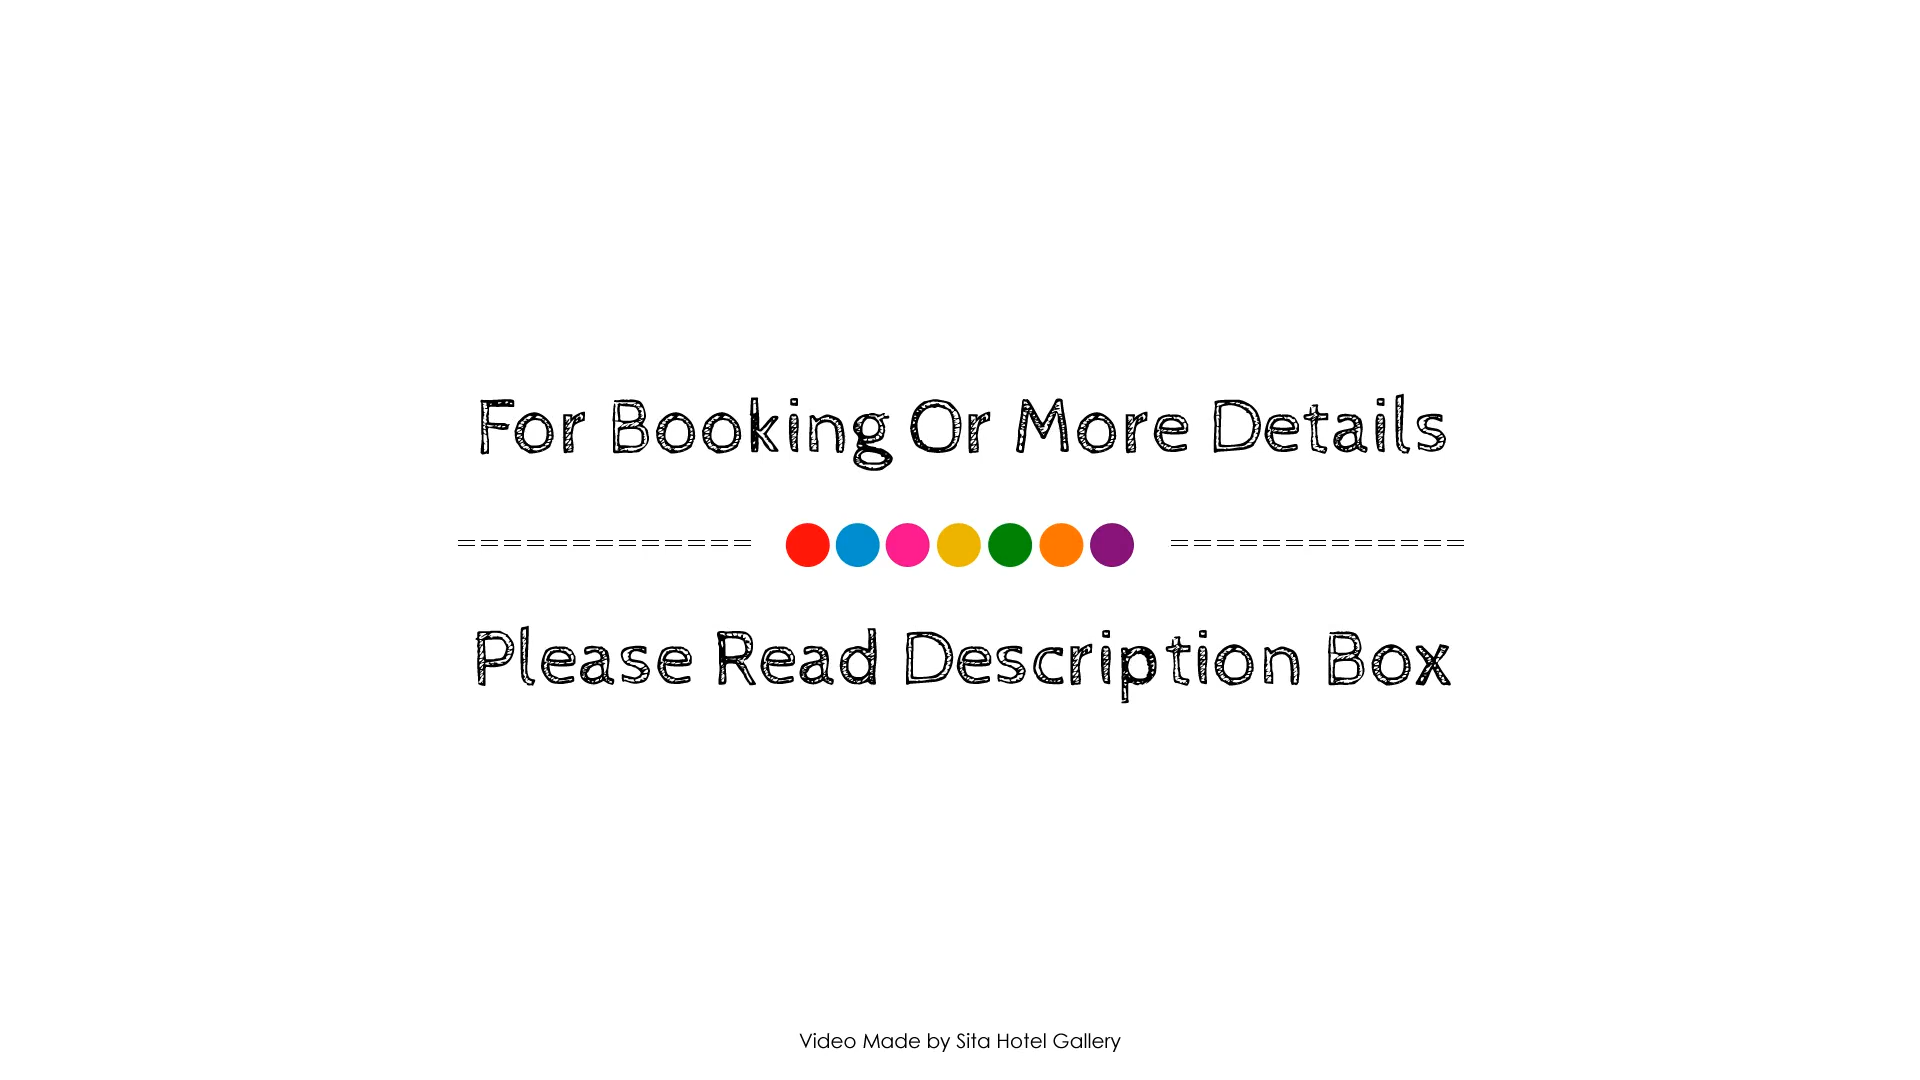 For Booking Or More Details
============= =============
Please Read Description Box
Video Made by Sita Hotel Gallery